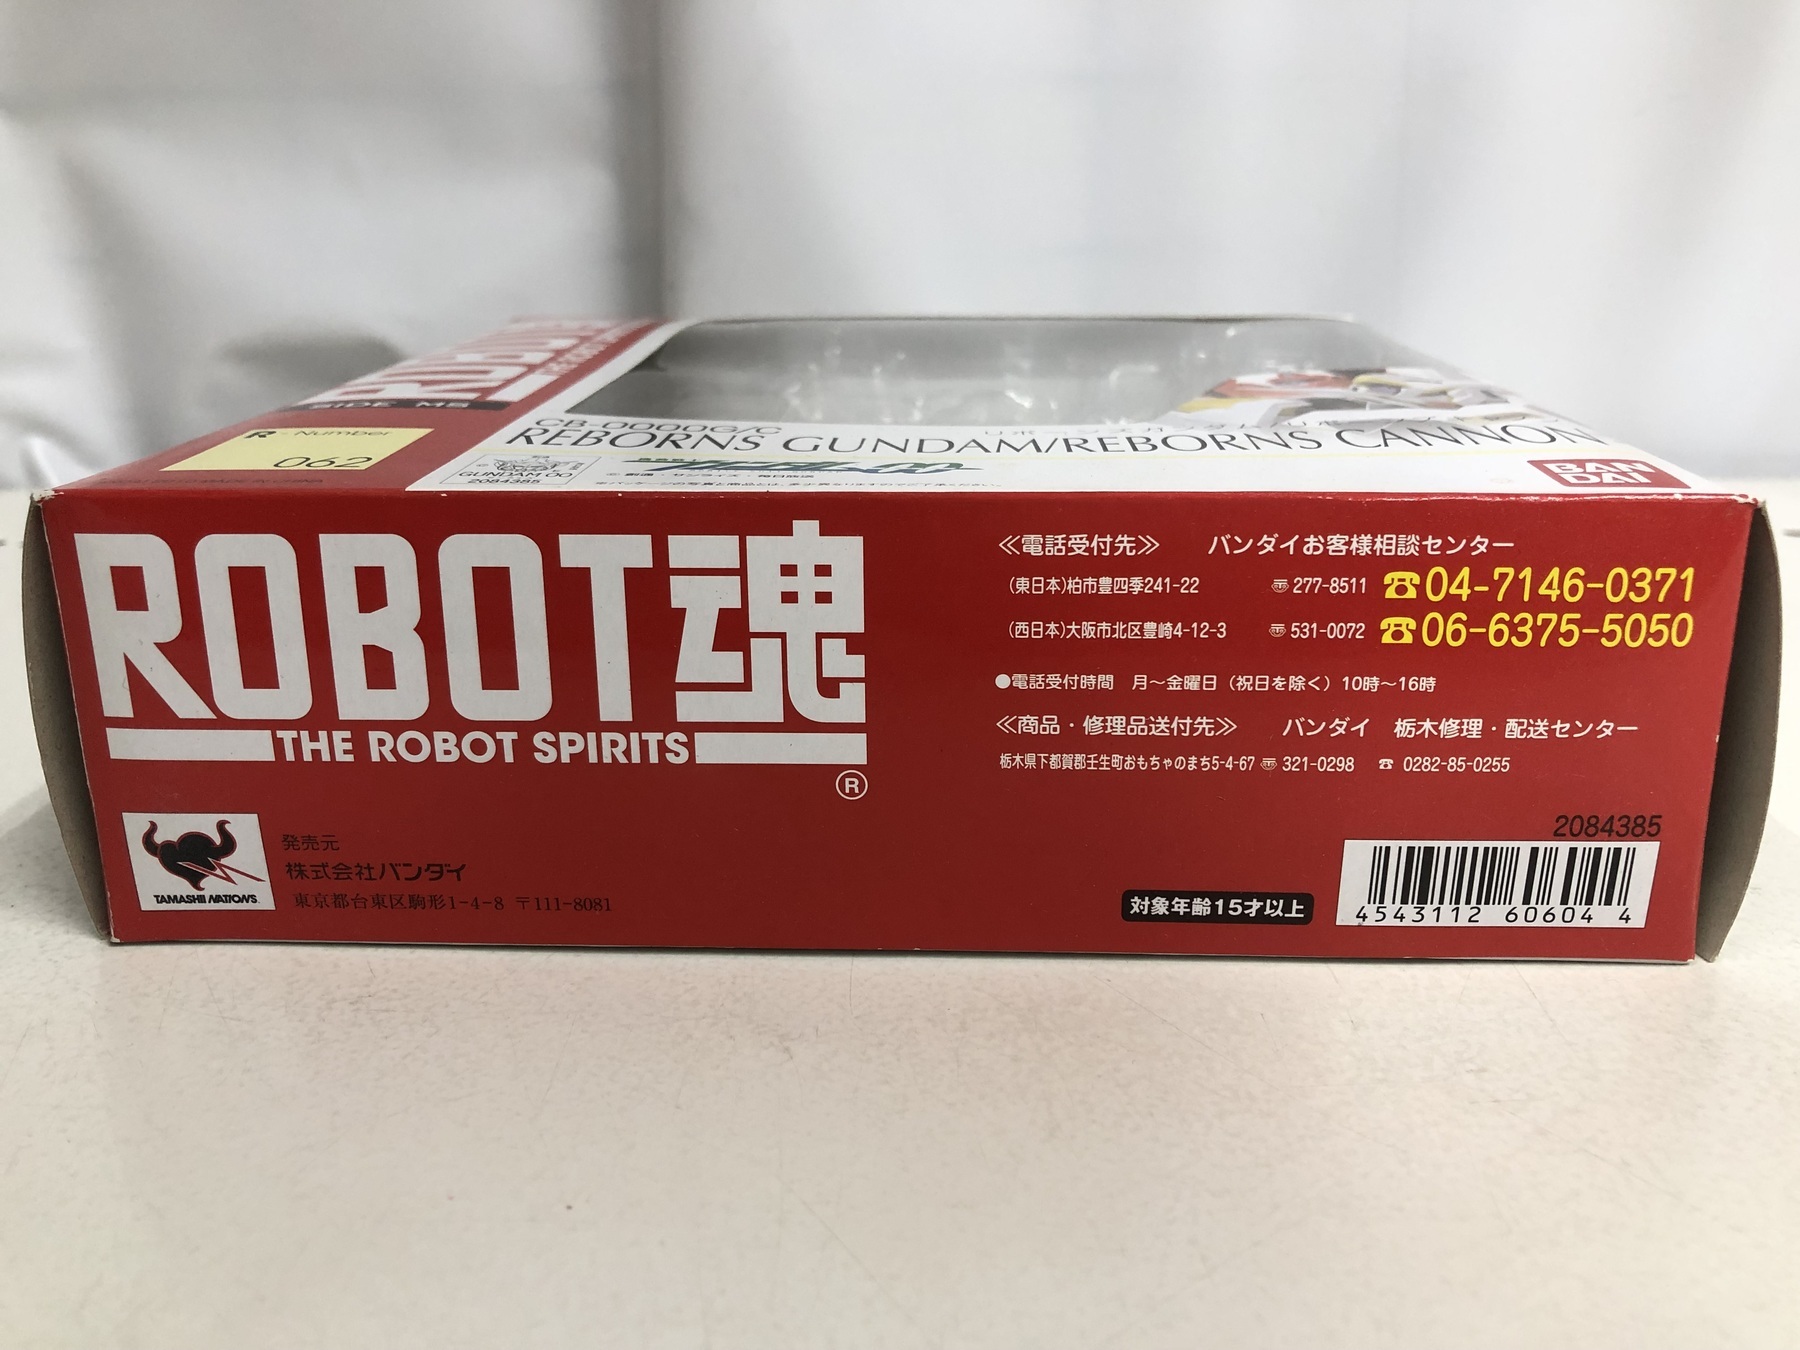 ROBOT
SIDE MS
R-Number
062
CB-0000G/C
REBORNS GUNDAM/REBORNS CANNON
GUNDAM OO
2084385
BAN
DAI
ROBOT魂
THE ROBOT SPIRITS
®
TAMASHII NATIONS
発売元
株式会社バンダイ
東京都台東区駒形1-4-8 〒111-8081
≪電話受付先≫ バンダイお客様相談センター
(東日本)柏市豊四季241-22 〠 277-8511 ☎04-7146-0371
(西日本)大阪市北区豊崎4-12-3 〠 531-0072 ☎06-6375-5050
●電話受付時間 月〜金曜日（祝日を除く）10時〜16時
≪商品・修理品送付先≫ バンダイ 栃木修理・配送センター
栃木県下都賀郡壬生町おもちゃのまち5-4-67 〠 321-0298 ☎ 0282-85-0255
2084385
対象年齢15才以上
4543112 60604 4